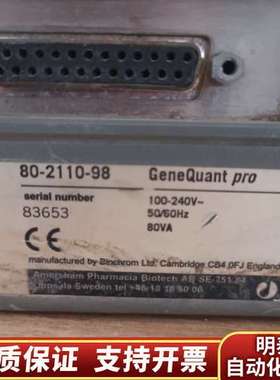 80-2110-98
GeneQuant pro
serial number
83653
100-240V~
50/60Hz
80VA
CE
manufactured by Biochrom Ltd. Cambridge CB4 0FJ England
Amersham Pharmacia Biotech AB SE-751 84
Uppsala Sweden tel +46 18 16 50 00
质保证 支持开票
明泰
自动化